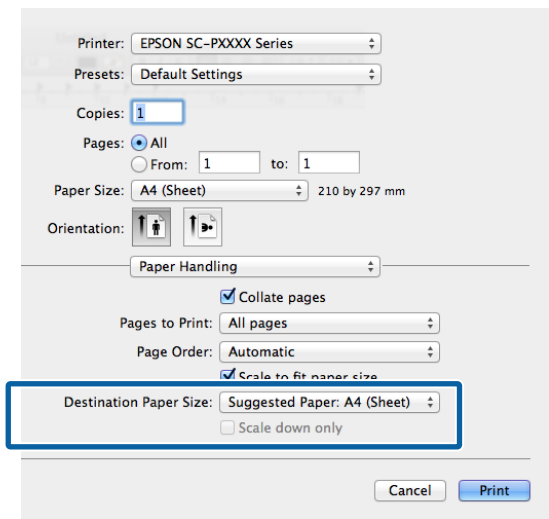 Printer: EPSON SC-PXXXX Series
Presets: Default Settings
Copies: 1
Pages: All
From: 1 to: 1
Paper Size: A4 (Sheet) 210 by 297 mm
Orientation:
Paper Handling
Collate pages
Pages to Print: All pages
Page Order: Automatic
Scale to fit paper size
Destination Paper Size: Suggested Paper: A4 (Sheet)
Scale down only
Cancel Print